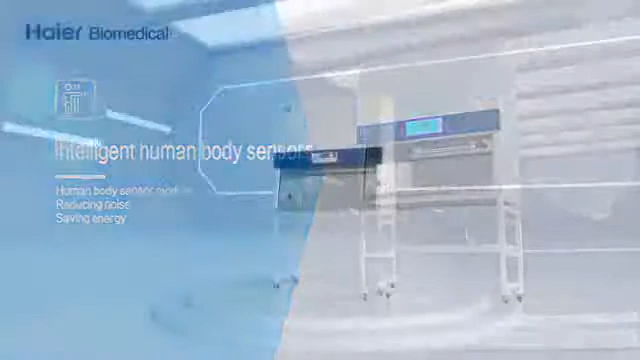 Haier Biomedical
Intelligent human body sensors
Human body sensor
Reducing noise
Saving energy